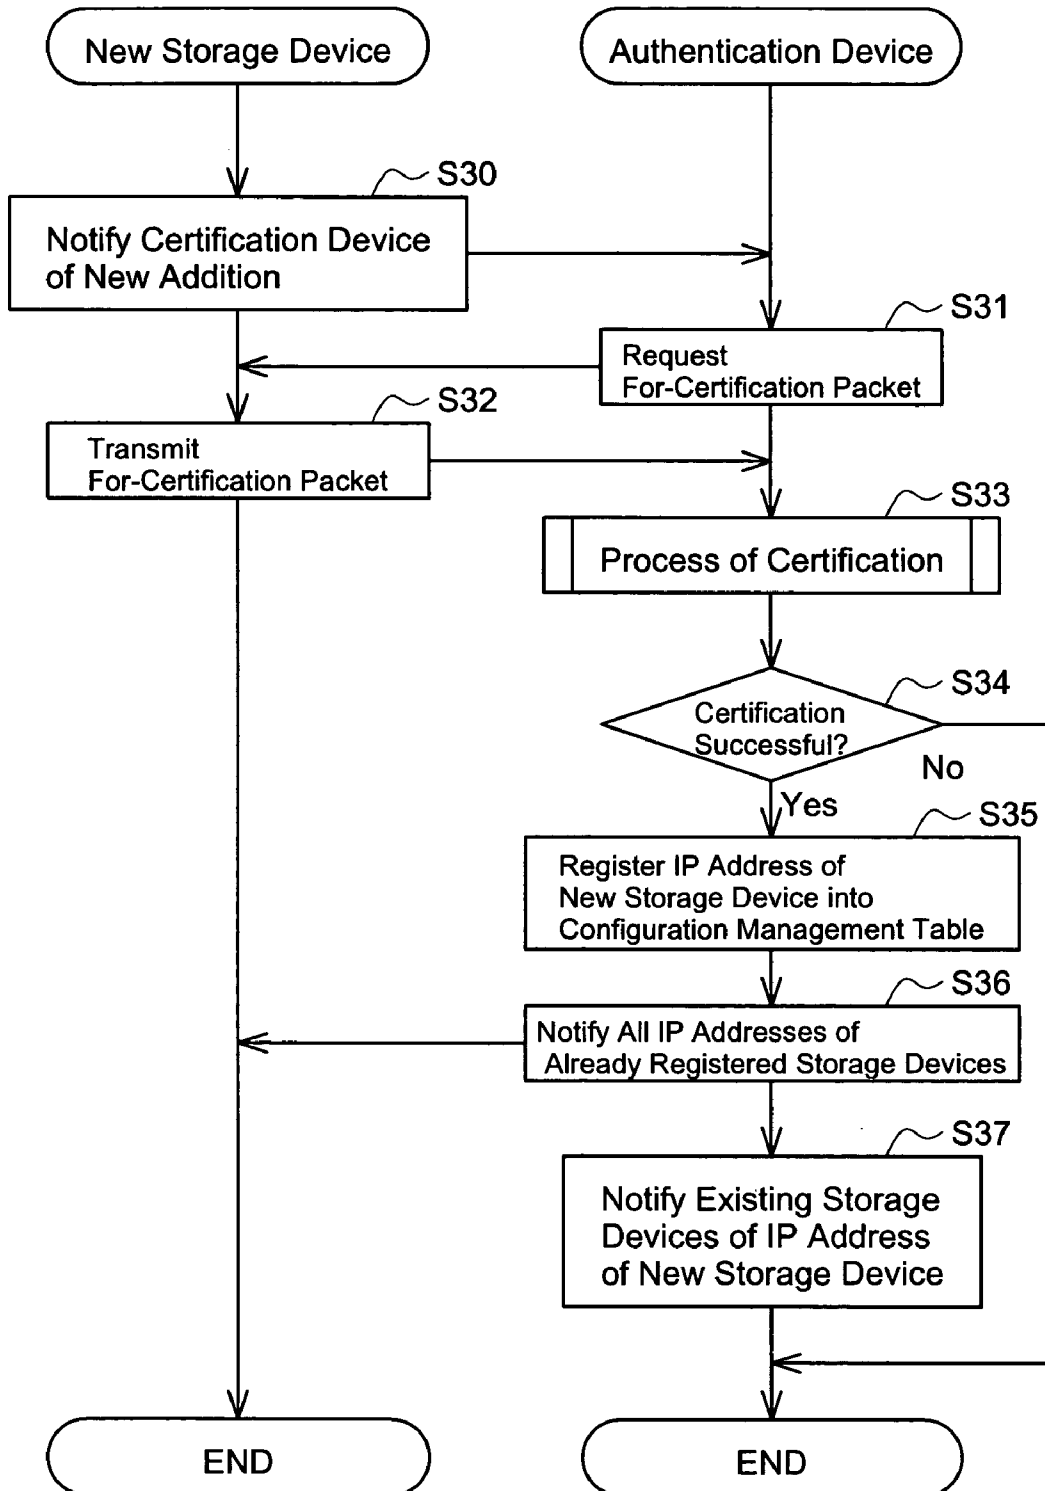 New Storage Device
Authentication Device
S30
Notify Certification Device
of New Addition
S31
Request
For-Certification Packet
S32
Transmit
For-Certification Packet
S33
Process of Certification
S34
Certification
Successful?
No
Yes
S35
Register IP Address of
New Storage Device into
Configuration Management Table
S36
Notify All IP Addresses of
Already Registered Storage Devices
S37
Notify Existing Storage
Devices of IP Address
of New Storage Device
END
END